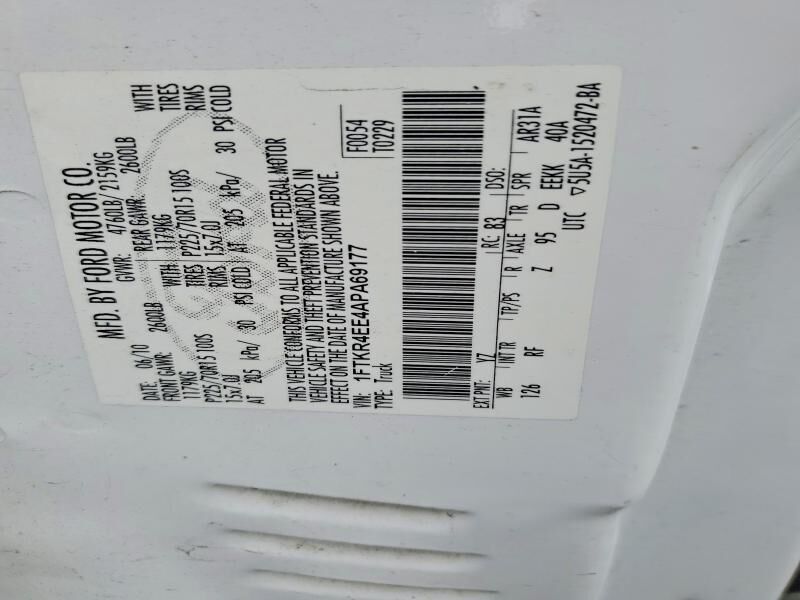 MFD. BY FORD MOTOR CO.
DATE: 06/10 GVWR: 4760LB/ 2159KG
FRONT GAWR: 2600LB REAR GAWR: 2600LB
1179KG WITH 1179KG WITH
P225/70R15 100S TIRES P225/70R15 100S TIRES
15x7.0J RIMS 15x7.0J RIMS
AT 205 kPa/ 30 PSI COLD AT 205 kPa/ 30 PSI COLD
THIS VEHICLE CONFORMS TO ALL APPLICABLE FEDERAL MOTOR
VEHICLE SAFETY AND THEFT PREVENTION STANDARDS IN
EFFECT ON THE DATE OF MANUFACTURE SHOWN ABOVE.
VIN: 1FTKR4EE4APA69177 F0054
TYPE: Truck T0229
EXT PNT: YZ RC: 83 DSO:
WB INT TR TP/PS R AXLE TR SPR AR31A
126 RF Z 95 D EEKK 40A
UTC ▽5U5A-1520472-BA